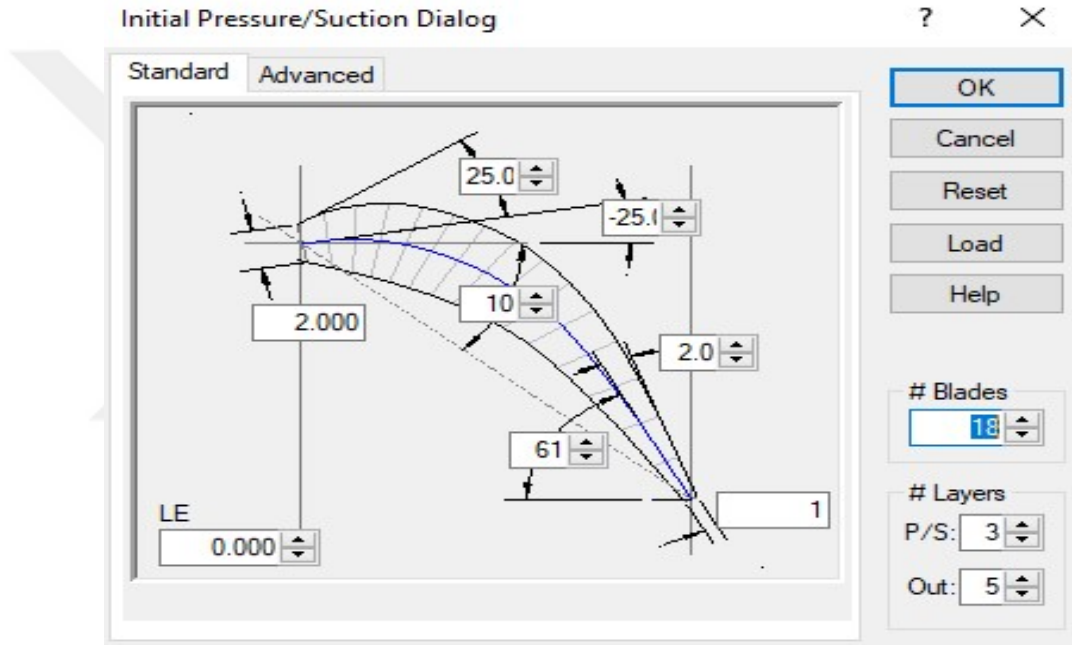 Initial Pressure/Suction Dialog ? ×
Standard Advanced
OK
Cancel
Reset
Load
Help
25.0
-25.(
2.000
10
2.0
61
1
LE
0.000
# Blades
18
# Layers
P/S: 3
Out: 5